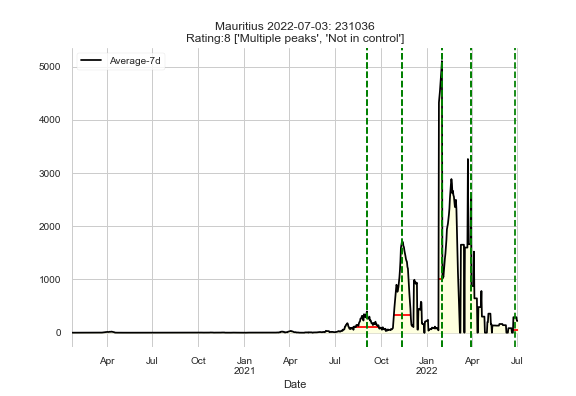 Mauritius 2022-07-03: 231036
Rating:8 ['Multiple peaks', 'Not in control']
Average-7d
5000
4000
3000
2000
1000
0
Apr Jul Oct Jan Apr Jul Oct Jan Apr Jul
2021 2022
Date